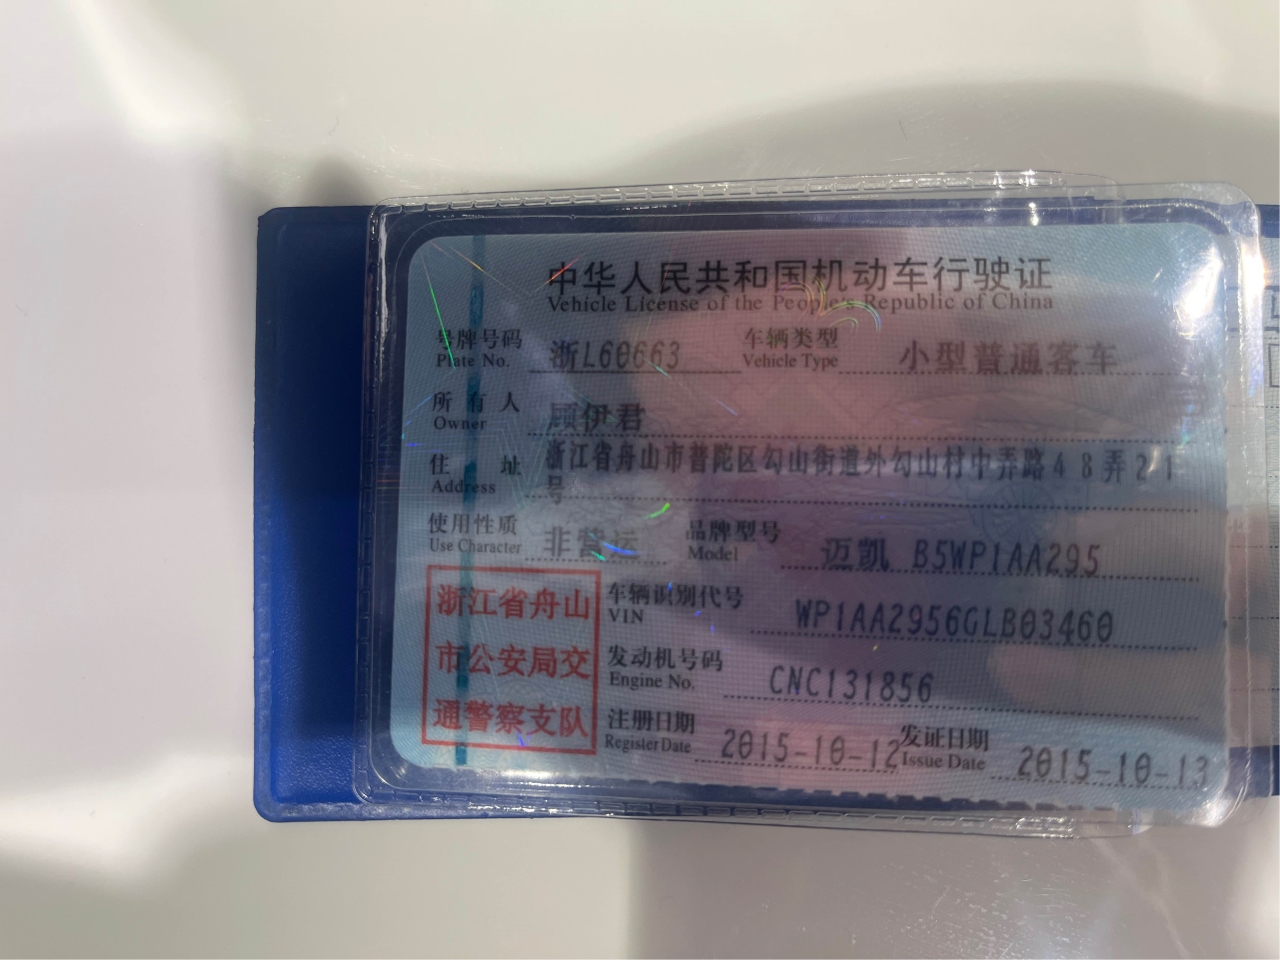 中华人民共和国机动车行驶证
Vehicle License of the People's Republic of China
号牌号码 浙L60663 车辆类型 小型普通客车
Plate No. Vehicle Type
所有人 顾伊君
Owner
住址 浙江省舟山市普陀区勾山街道外勾山村中弄路48弄21
Address 号
使用性质 非营运 品牌型号 迈凯 B5WP1AA295
Use Character Model
浙江省舟山
市公安局交
通警察支队
车辆识别代号 WP1AA2956GLB03460
VIN
发动机号码 CNC131856
Engine No.
注册日期 2015-10-12 发证日期 2015-10-13
Register Date Issue Date